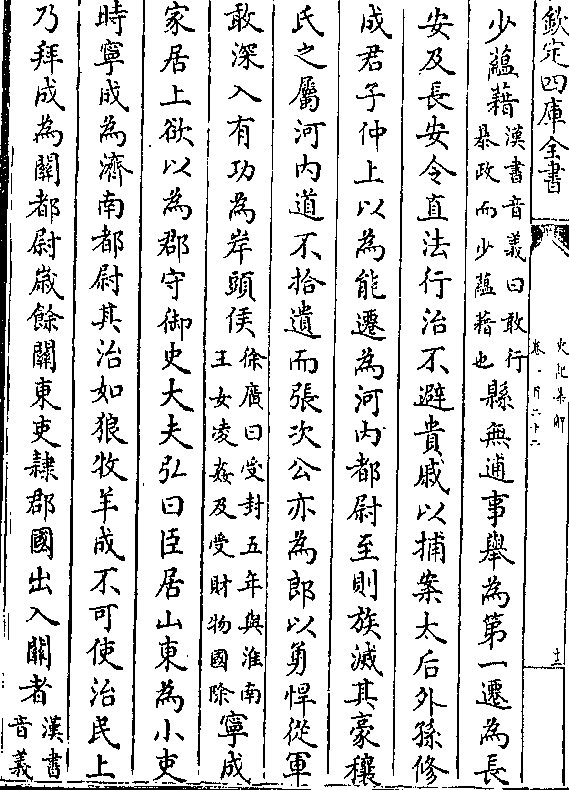 欽定四庫全書
史記集解
卷一百二十二
十三
少藴藉漢書音義曰敢行暴政而少藴藉也縣無逋事舉為第一遷為長
安及長安令直法行治不避貴戚以捕案太后外孫修
成君子仲上以為能遷為河内都尉至則族滅其豪穰
氏之屬河内道不拾遺而張次公亦為郎以勇悍從軍
敢深入有功為岸頭侯徐廣曰受封五年與淮南王女凌姦及受財物國除寧成
家居上欲以為郡守御史大夫弘曰臣居山東為小吏
時寧成為濟南都尉其治如狼牧羊成不可使治民上
乃拜成為關都尉歲餘關東吏隸郡國出入關者漢書音義